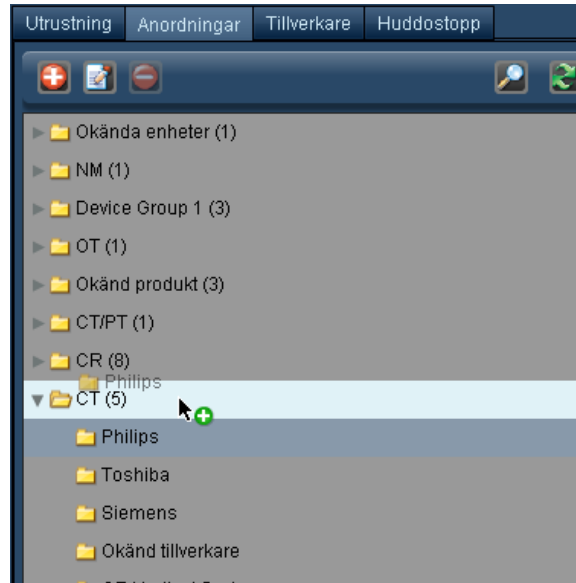 Utrustning Anordningar Tillverkare Huddostopp
Okända enheter (1)
NM (1)
Device Group 1 (3)
OT (1)
Okänd produkt (3)
CT/PT (1)
CR (8)
Philips
CT (5)
Philips
Toshiba
Siemens
Okänd tillverkare